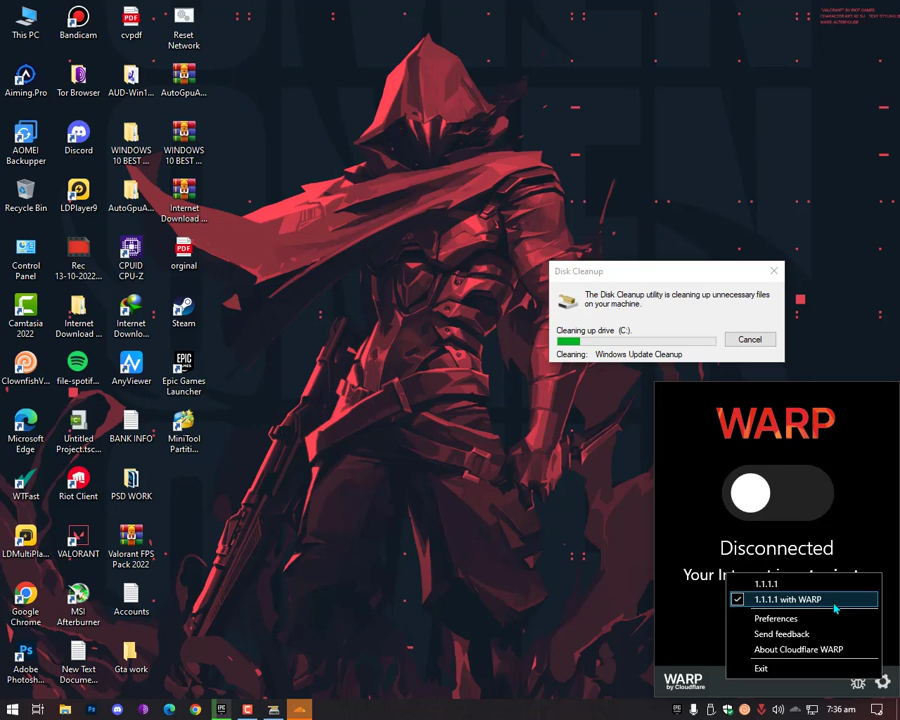 This PC
Bandicam
cvpdf
Reset
Network
Aiming.Pro
Tor Browser
AUD-Win1...
AutoGpuA...
AOMEI
Backupper
Discord
WINDOWS
10 BEST ...
WINDOWS
10 BEST ...
Recycle Bin
LDPlayer9
AutoGpuA...
Internet
Download ...
Control
Panel
Rec
13-10-2022...
CPUID
CPU-Z
orginal
Camtasia
2022
Internet
Download ...
Internet
Downlo...
Steam
ClownfishV...
file-spotif...
AnyViewer
Epic Games
Launcher
Microsoft
Edge
Untitled
Project.tsc...
BANK INFO
MiniTool
Partiti...
WTFast
Riot Client
PSD WORK
LDMultiPla...
VALORANT
Valorant FPS
Pack 2022
Google
Chrome
MSI
Afterburner
Accounts
Adobe
Photosh...
New Text
Docume...
Gta work
Disk Cleanup
The Disk Cleanup utility is cleaning up unnecessary files
on your machine.
Cleaning up drive (C:).
Cancel
Cleaning: Windows Update Cleanup
WARP
Disconnected
Your Int
1.1.1.1
1.1.1.1 with WARP
Preferences
Send feedback
About Cloudflare WARP
Exit
WARP
by Cloudflare
7:36 am